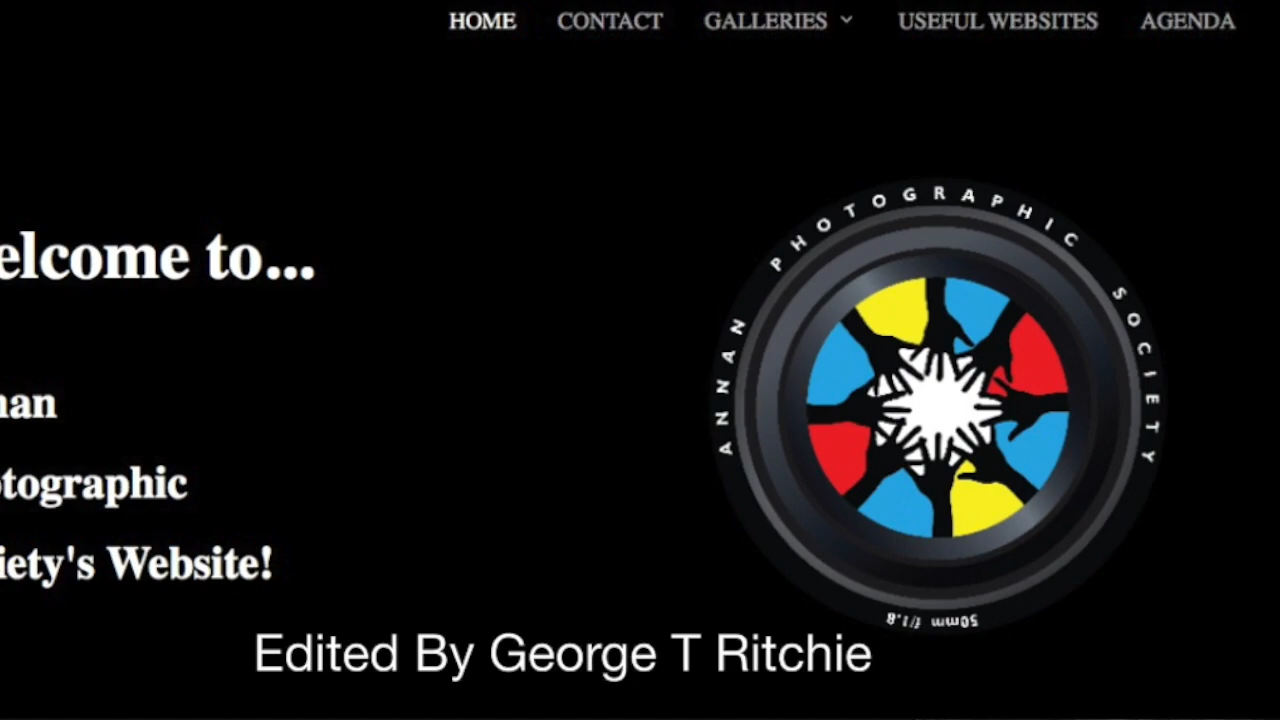 HOME CONTACT GALLERIES USEFUL WEBSITES AGENDA
ANNAN PHOTOGRAPHIC SOCIETY
elcome to...
nan
otographic
iety's Website!
50mm f/1.8
Edited By George T Ritchie